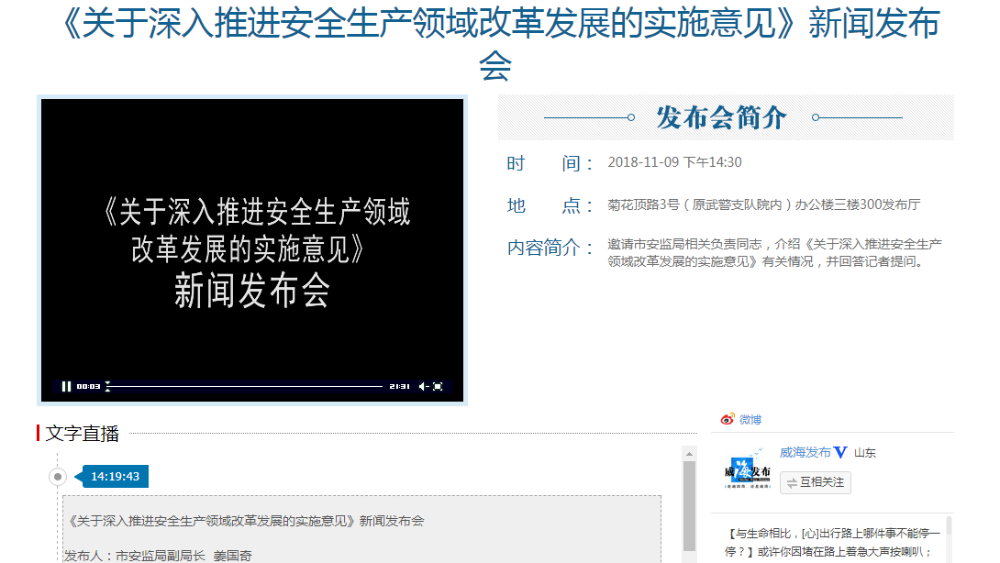 《关于深入推进安全生产领域改革发展的实施意见》新闻发布
会
《关于深入推进安全生产领域
改革发展的实施意见》
新闻发布会
00:03
21:31
发布会简介
时 间： 2018-11-09 下午14:30
地 点： 菊花顶路3号（原武警支队院内）办公楼三楼300发布厅
内容简介： 邀请市安监局相关负责同志，介绍《关于深入推进安全生产
领域改革发展的实施意见》有关情况，并回答记者提问。
文字直播
14:19:43
《关于深入推进安全生产领域改革发展的实施意见》新闻发布会
发布人：市安监局副局长 姜国奇
微博
威海发布
威海发布 V 山东
互相关注
【与生命相比，[心]出行路上哪件事不能停一
停？】或许你因堵在路上着急大声按喇叭；